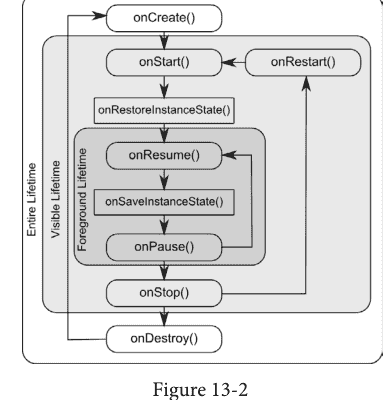 onCreate()
onStart()
onRestart()
onRestoreInstanceState()
onResume()
onSaveInstanceState()
onPause()
onStop()
onDestroy()
Entire Lifetime
Visible Lifetime
Foreground Lifetime
Figure 13-2